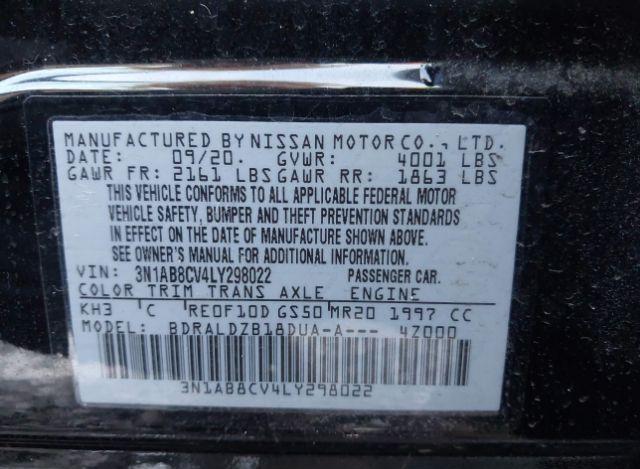 MANUFACTURED BY NISSAN MOTOR CO., LTD.
DATE: 09/20. GVWR: 4001 LBS
GAWR FR: 2161 LBS GAWR RR: 1863 LBS
THIS VEHICLE CONFORMS TO ALL APPLICABLE FEDERAL MOTOR
VEHICLE SAFETY, BUMPER AND THEFT PREVENTION STANDARDS
IN EFFECT ON THE DATE OF MANUFACTURE SHOWN ABOVE.
SEE OWNER'S MANUAL FOR ADDITIONAL INFORMATION.
VIN: 3N1AB8CV4LY298022 PASSENGER CAR.
COLOR TRIM TRANS AXLE ENGINE
KH3 C RE0F10D GS50 MR20 1997 CC
MODEL: BDRALDZB18DUA-A--- 4Z000
3N1AB8CV4LY298022